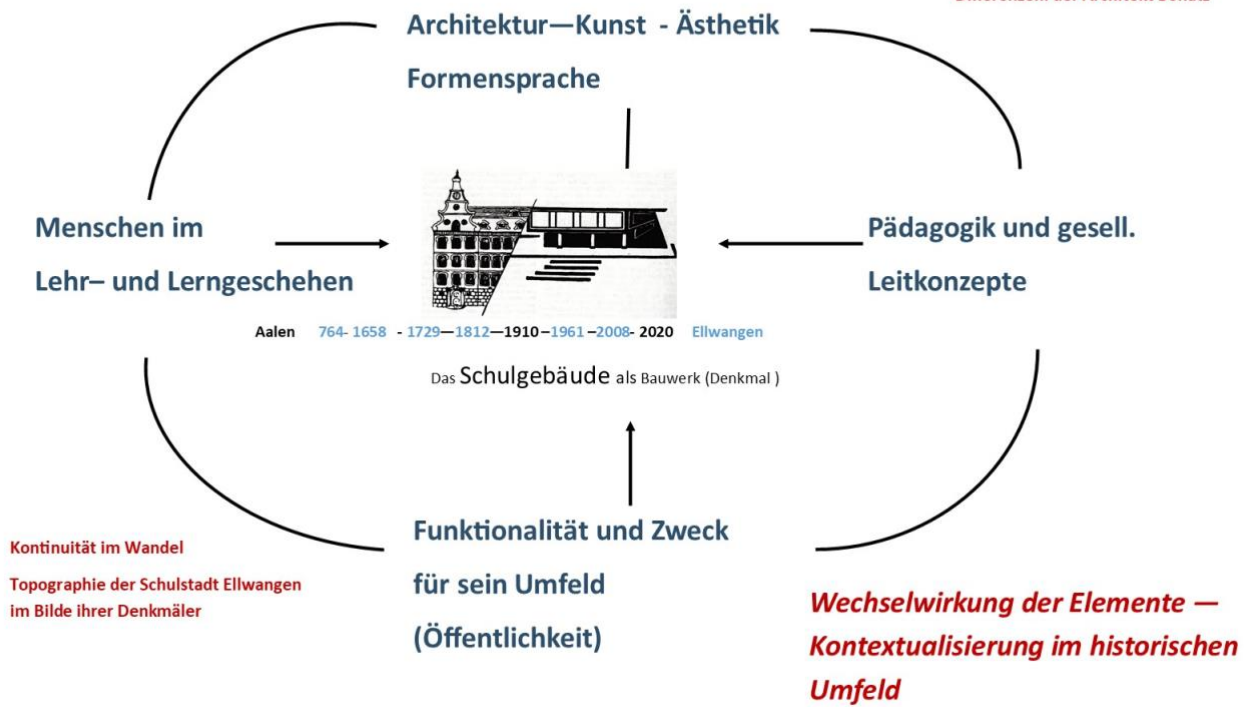 Architektur—Kunst - Ästhetik
Formensprache
Menschen im
Lehr– und Lerngeschehen
Pädagogik und gesell.
Leitkonzepte
Aalen 764- 1658 - 1729—1812—1910 –1961 –2008- 2020 Ellwangen
Das Schulgebäude als Bauwerk (Denkmal )
Funktionalität und Zweck
für sein Umfeld
(Öffentlichkeit)
Kontinuität im Wandel
Topographie der Schulstadt Ellwangen
im Bilde ihrer Denkmäler
Wechselwirkung der Elemente —
Kontextualisierung im historischen
Umfeld